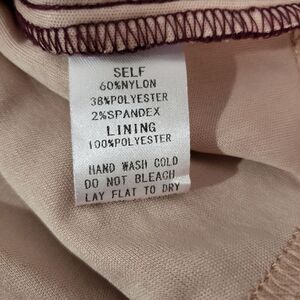 SELF
60%NYLON
38%POLYESTER
2%SPANDEX
LINING
100%POLYESTER
HAND WASH COLD
DO NOT BLEACH
LAY FLAT TO DRY